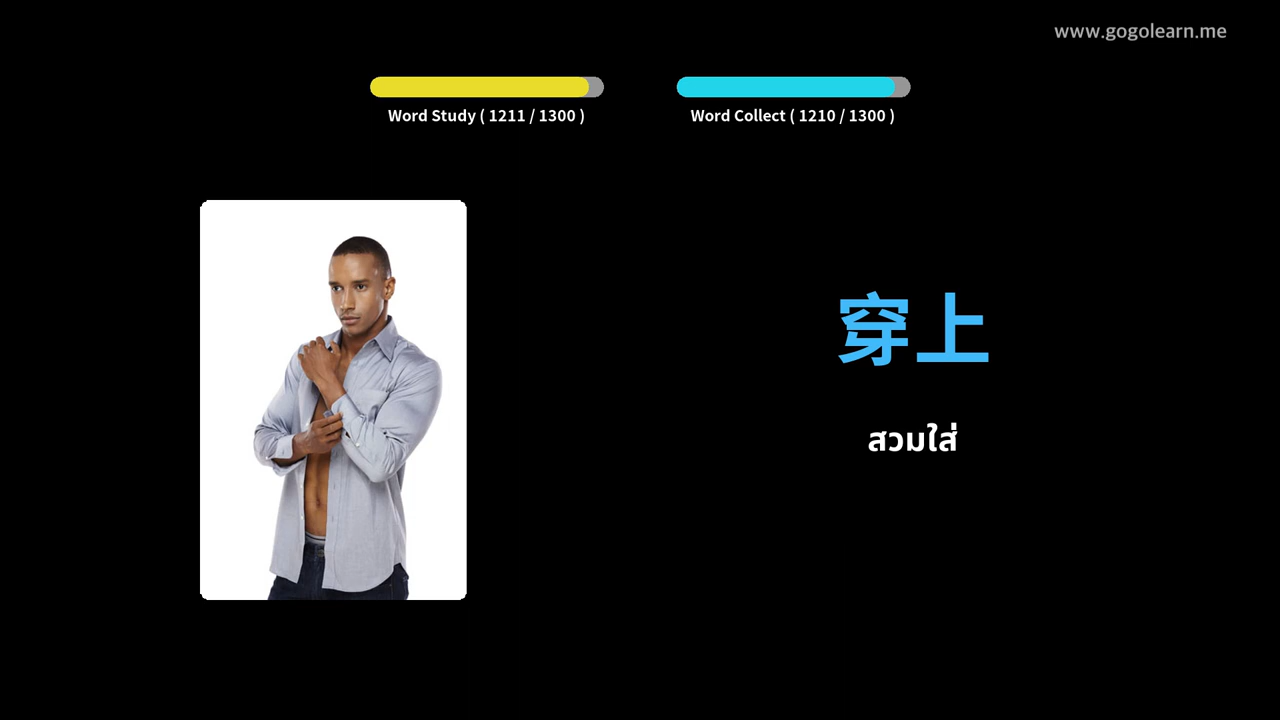 www.gogolearn.me
Word Study ( 1211 / 1300 )
Word Collect ( 1210 / 1300 )
穿上
สวมใส่